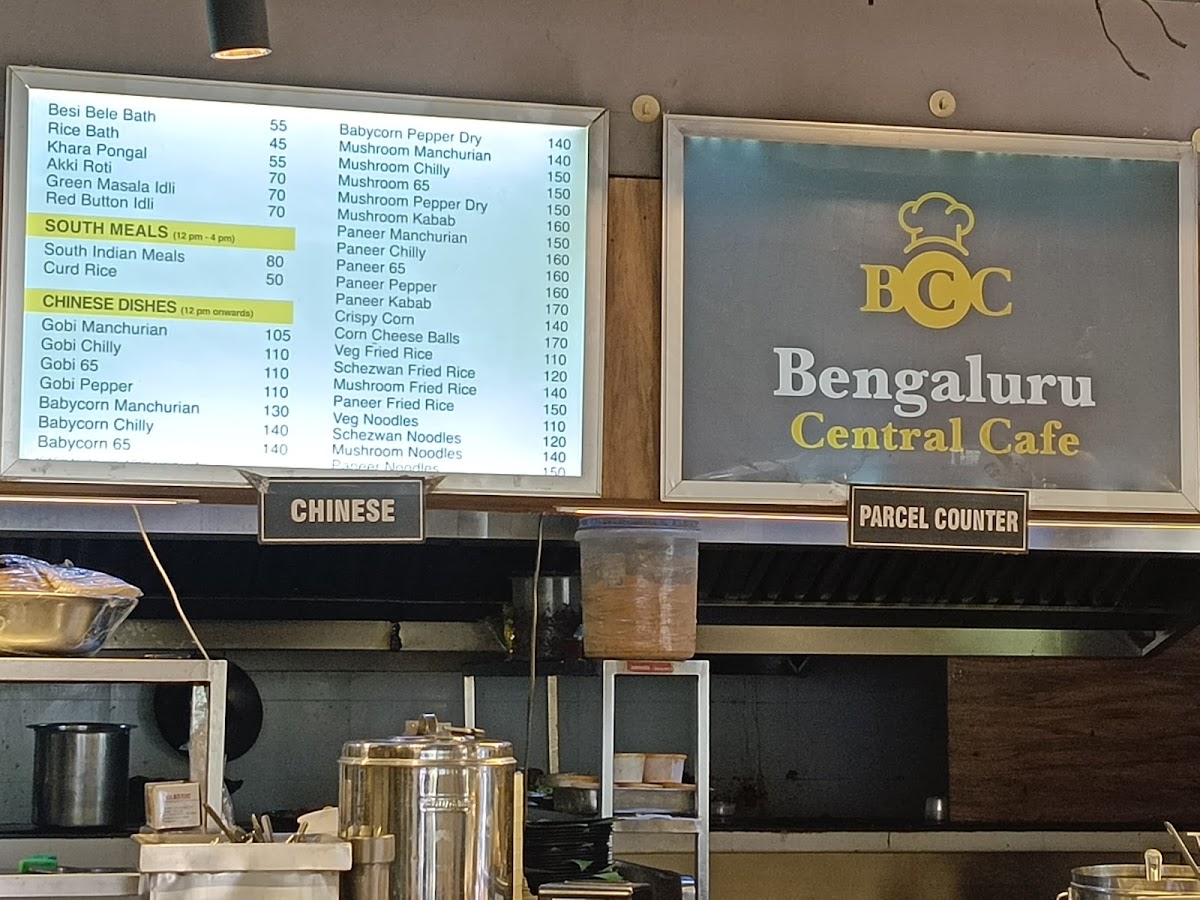 Besi Bele Bath 55
Rice Bath 45
Khara Pongal 55
Akki Roti 70
Green Masala Idli 70
Red Button Idli 70
SOUTH MEALS (12 pm - 4 pm)
South Indian Meals 80
Curd Rice 50
CHINESE DISHES (12 pm onwards)
Gobi Manchurian 105
Gobi Chilly 110
Gobi 65 110
Gobi Pepper 110
Babycorn Manchurian 130
Babycorn Chilly 140
Babycorn 65 140
Babycorn Pepper Dry 140
Mushroom Manchurian 140
Mushroom Chilly 150
Mushroom 65 150
Mushroom Pepper Dry 150
Mushroom Kabab 160
Paneer Manchurian 150
Paneer Chilly 160
Paneer 65 160
Paneer Pepper 160
Paneer Kabab 170
Crispy Corn 140
Corn Cheese Balls 170
Veg Fried Rice 110
Schezwan Fried Rice 120
Mushroom Fried Rice 140
Paneer Fried Rice 150
Veg Noodles 110
Schezwan Noodles 120
Mushroom Noodles 140
Paneer Noodles 150
BCC
Bengaluru
Central Cafe
CHINESE
PARCEL COUNTER